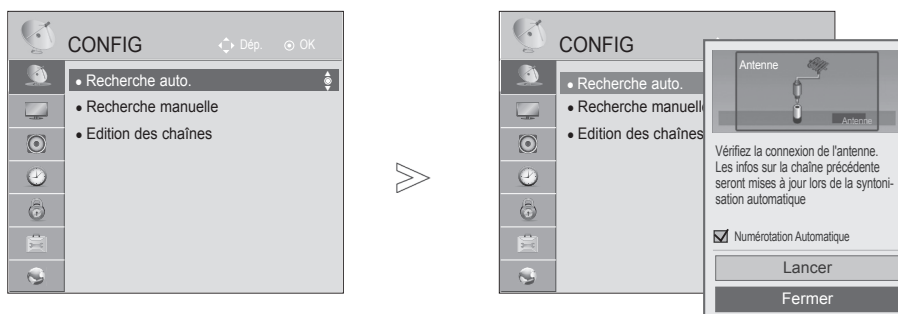 CONFIG
Dép.
OK
• Recherche auto.
• Recherche manuelle
• Edition des chaînes
CONFIG
• Recherche auto.
• Recherche manuell
• Edition des chaînes
Antenne
Antenne
Vérifiez la connexion de l'antenne.
Les infos sur la chaîne précédente
seront mises à jour lors de la syntoni-
sation automatique
Numérotation Automatique
Lancer
Fermer